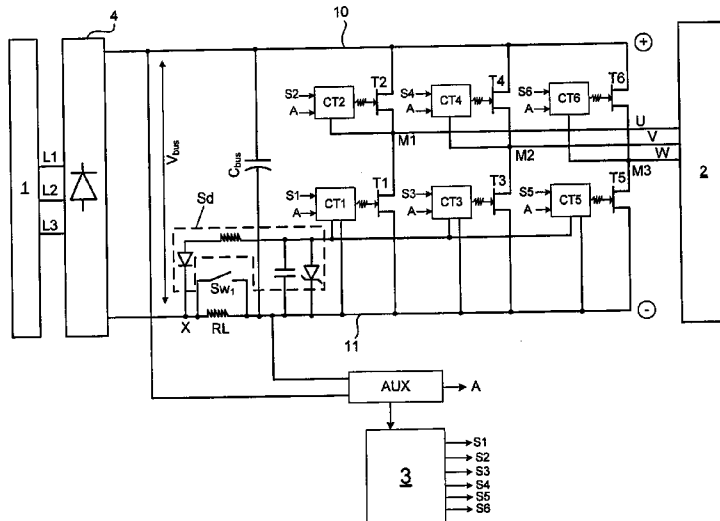 4
10
+
S2
A
CT2
T2
S4
A
CT4
T4
S6
A
CT6
T6
U
V
W
M1
M2
M3
Vbus
Cbus
L1
L2
L3
1
2
Sd
S1
A
CT1
T1
S3
A
CT3
T3
S5
A
CT5
T5
Sw1
X
RL
11
-
AUX
A
3
S1
S2
S3
S4
S5
S6